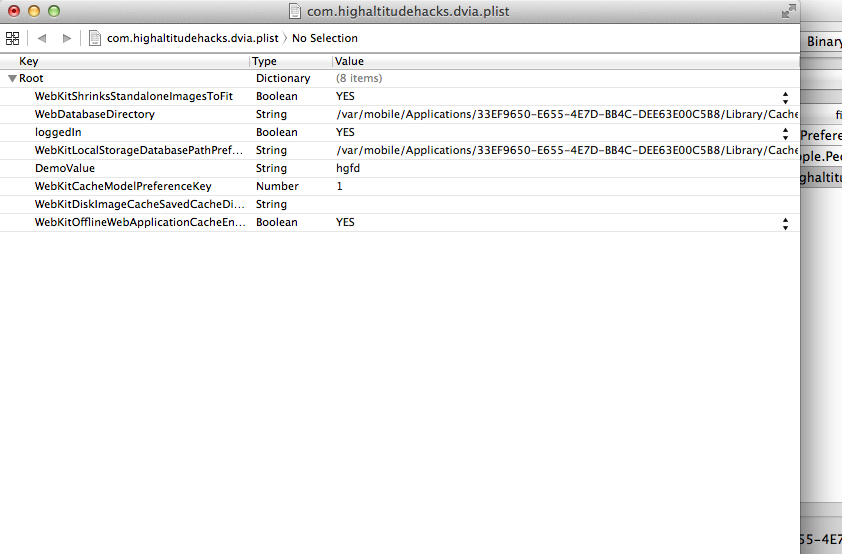 com.highaltitudehacks.dvia.plist
com.highaltitudehacks.dvia.plist › No Selection
Key Type Value
Root Dictionary (8 items)
WebKitShrinksStandaloneImagesToFit Boolean YES
WebDatabaseDirectory String /var/mobile/Applications/33EF9650-E655-4E7D-BB4C-DEE63E00C5B8/Library/Cache
loggedIn Boolean YES
WebKitLocalStorageDatabasePathPref... String /var/mobile/Applications/33EF9650-E655-4E7D-BB4C-DEE63E00C5B8/Library/Cache
DemoValue String hgfd
WebKitCacheModelPreferenceKey Number 1
WebKitDiskImageCacheSavedCacheDi... String
WebKitOfflineWebApplicationCacheEn... Boolean YES
Binary
fi
Prefere
ple.Peo
ghaltitu
55-4E7